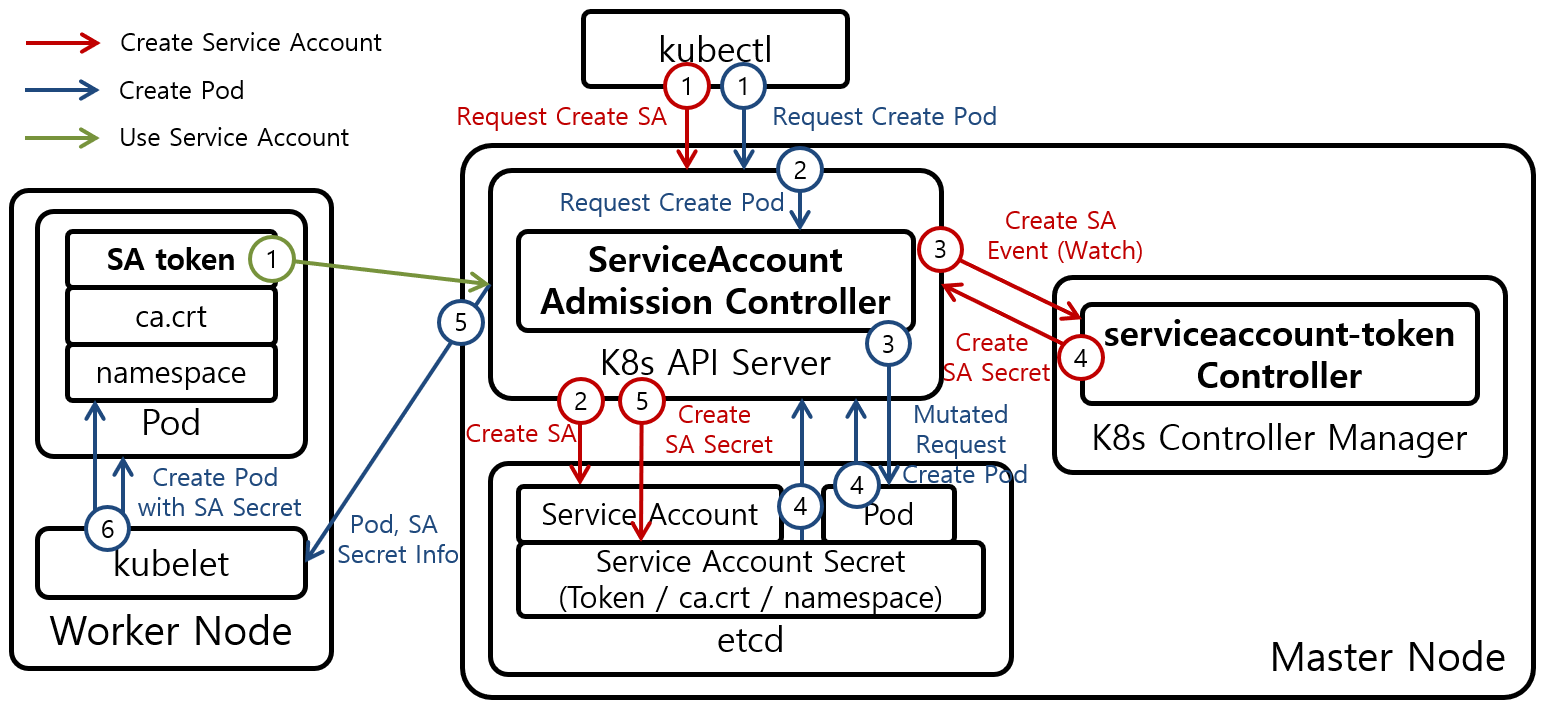 Create Service Account
Create Pod
Use Service Account
kubectl
1
1
Request Create SA
Request Create Pod
2
Request Create Pod
ServiceAccount
Admission Controller
K8s API Server
3
Create SA
Event (Watch)
4
Create
SA Secret
serviceaccount-token
Controller
K8s Controller Manager
3
Mutated
Request
Create Pod
2
Create SA
5
Create
SA Secret
4
4
Service Account
Pod
Service Account Secret
(Token / ca.crt / namespace)
etcd
Master Node
SA token
1
ca.crt
namespace
Pod
5
Pod, SA
Secret Info
6
Create Pod
with SA Secret
kubelet
Worker Node